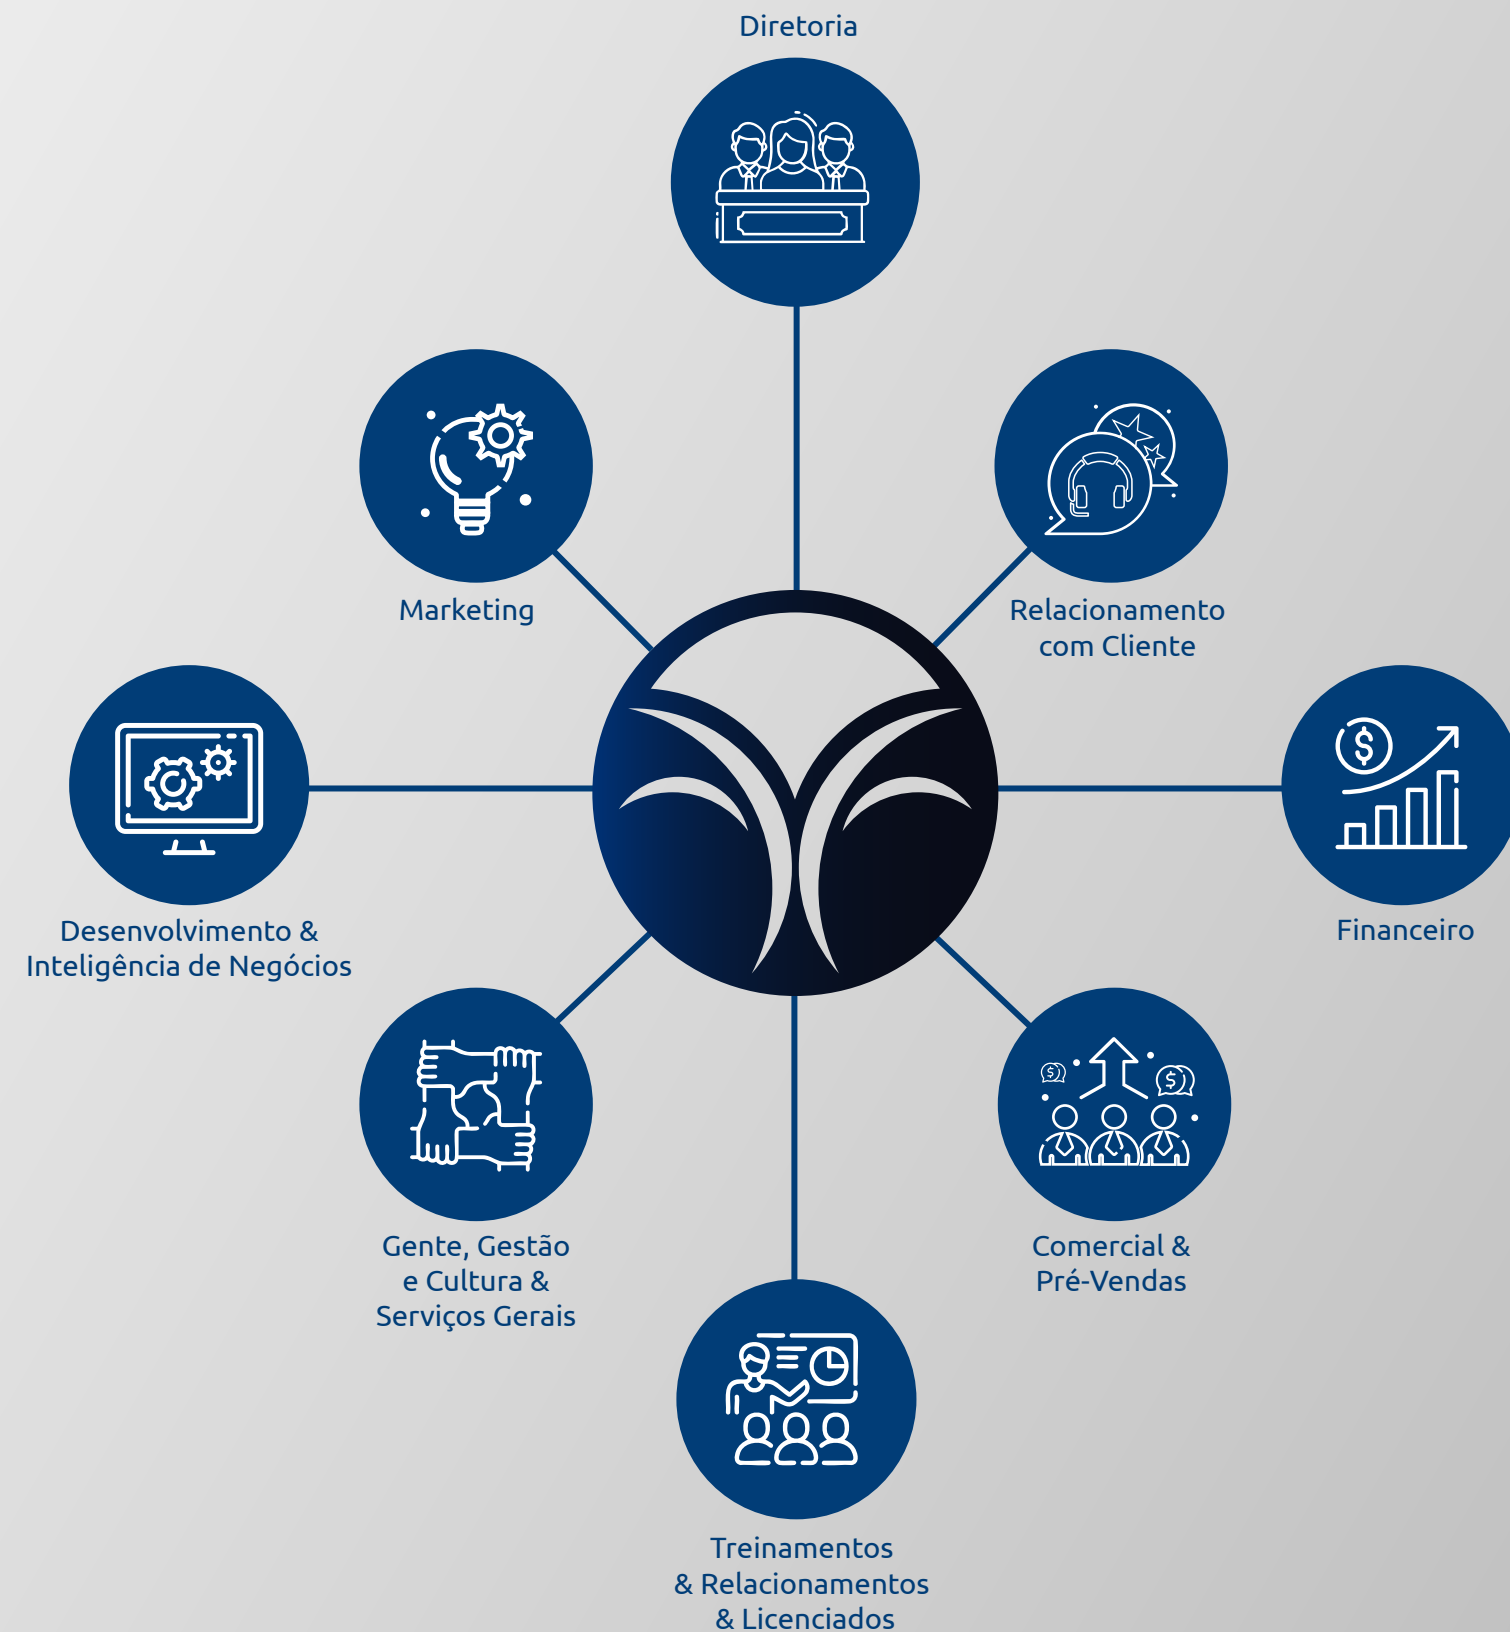 Diretoria
Marketing
Relacionamento
com Cliente
Desenvolvimento &
Inteligência de Negócios
Financeiro
Gente, Gestão
e Cultura &
Serviços Gerais
Comercial &
Pré-Vendas
Treinamentos
& Relacionamentos
& Licenciados